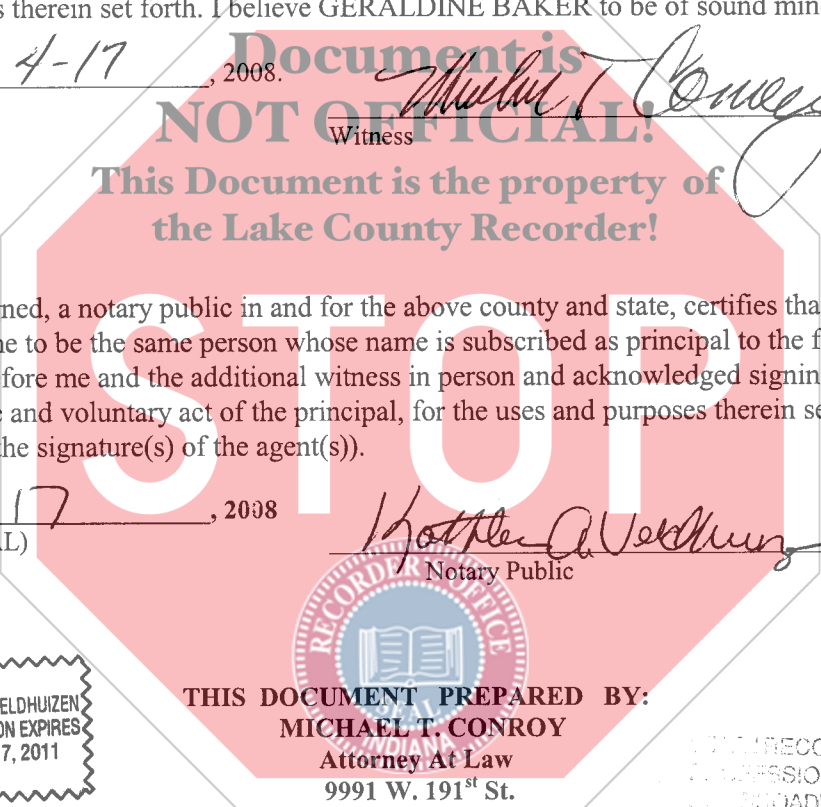 s therein set forth. I believe GERALDINE BAKER to be of sound min
4-17, 2008.
Document is
NOT OFFICIAL!
Witness
This Document is the property of
the Lake County Recorder!
ned, a notary public in and for the above county and state, certifies tha
ne to be the same person whose name is subscribed as principal to the f
fore me and the additional witness in person and acknowledged signin
e and voluntary act of the principal, for the uses and purposes therein se
the signature(s) of the agent(s)).
STOP
17, 2008
L)
Notary Public
RECORDER'S OFFICE
SEAL
INDIANA
ELDHUIZEN
ON EXPIRES
7, 2011
THIS DOCUMENT PREPARED BY:
MICHAEL T. CONROY
Attorney At Law
9991 W. 191st St.